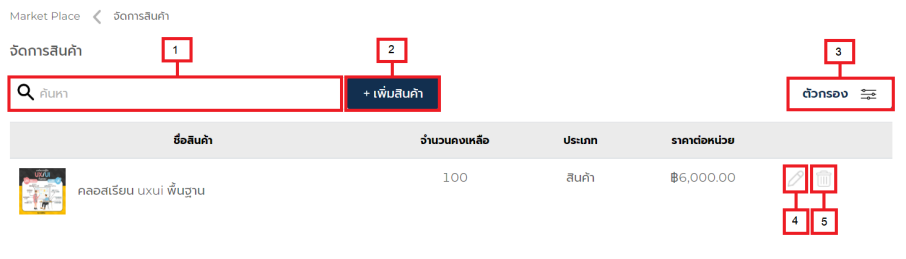 Market Place จัดการสินค้า
จัดการสินค้า
1
2
3
ค้นหา
+ เพิ่มสินค้า
ตัวกรอง
ชื่อสินค้า จำนวนคงเหลือ ประเภท ราคาต่อหน่วย
UXUI
คลอสเรียน uxui พื้นฐาน 100 สินค้า ฿6,000.00
4
5